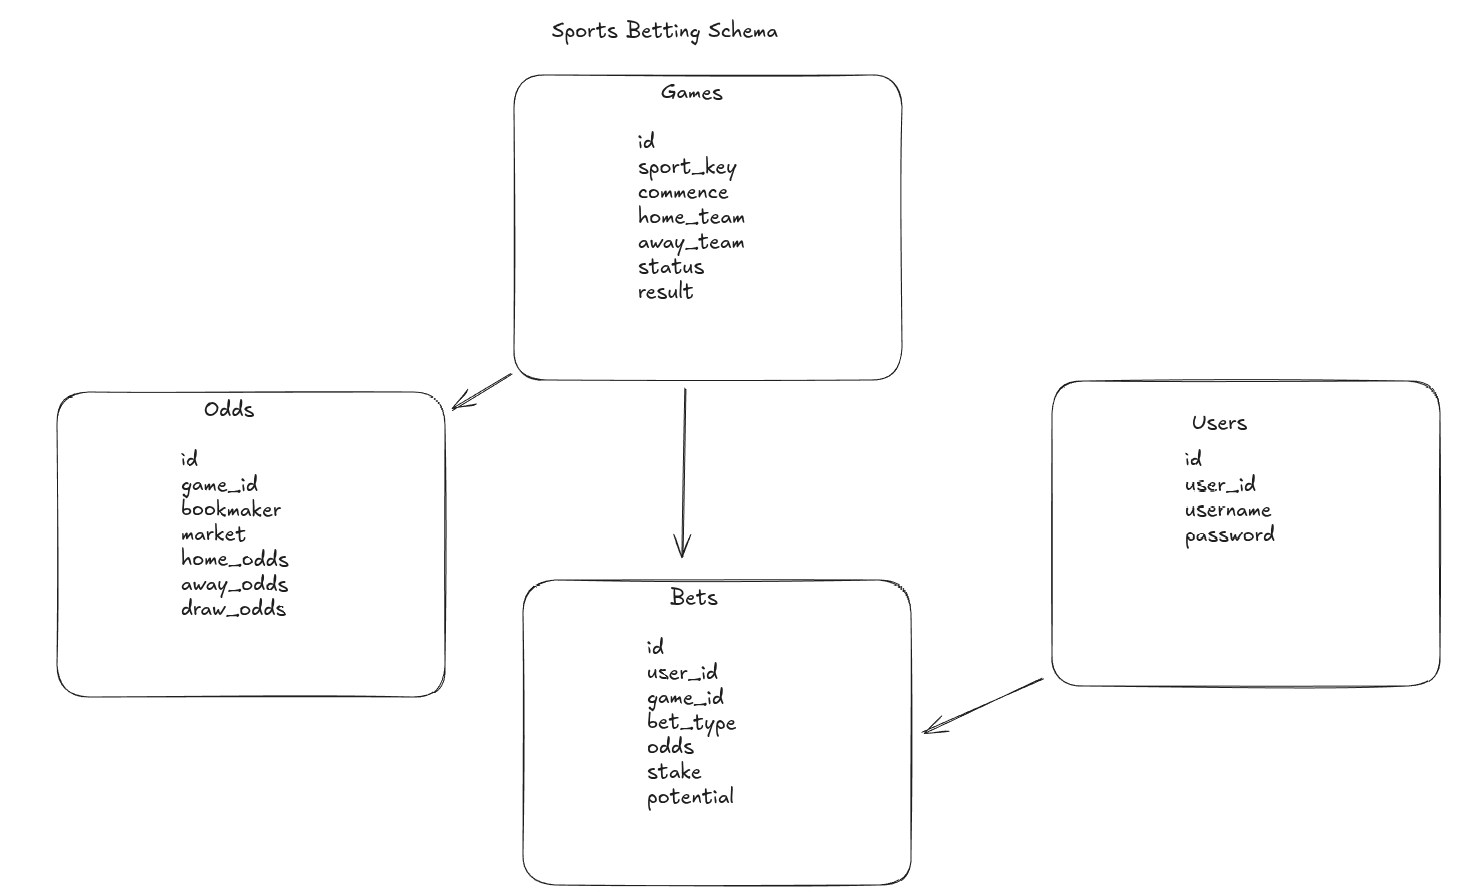 Sports Betting Schema
Games
id
sport_key
commence
home_team
away_team
status
result
Odds
id
game_id
bookmaker
market
home_odds
away_odds
draw_odds
Users
id
user_id
username
password
Bets
id
user_id
game_id
bet_type
odds
stake
potential